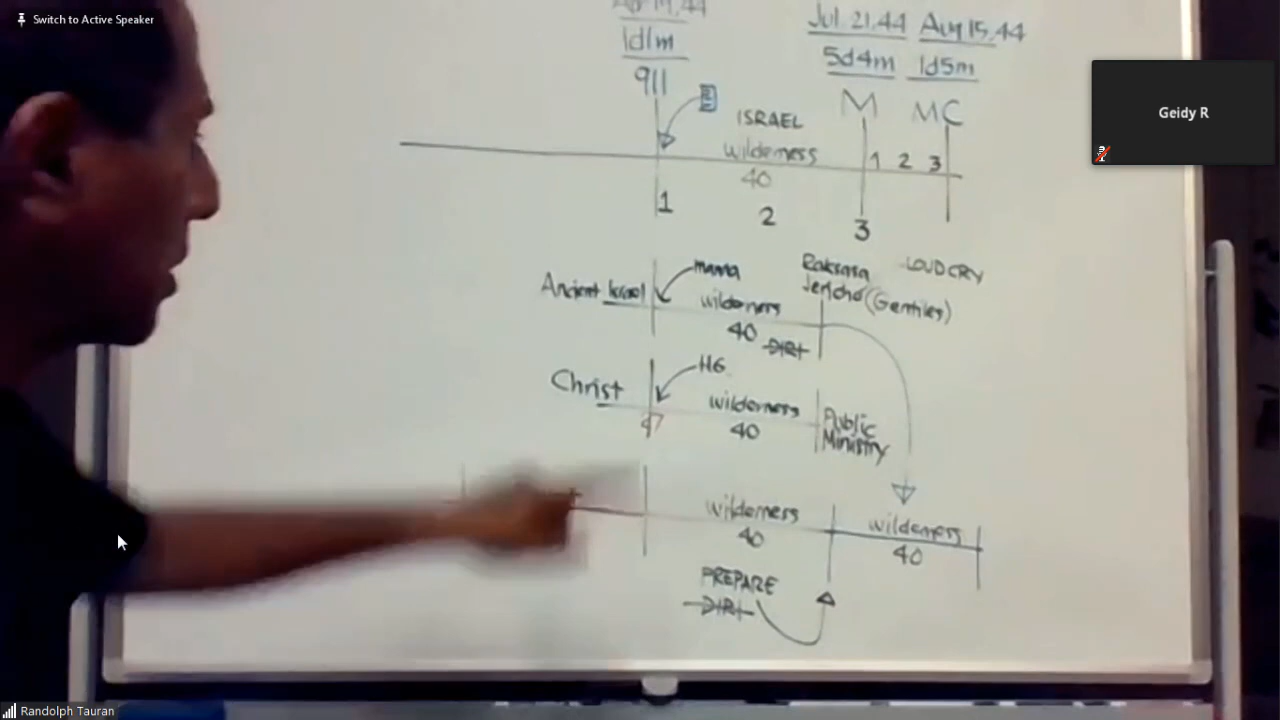 Switch to Active Speaker
Jul. 21,44 Aug 15,44
1d1m
5d4m 1d5m
911
M MC
ISRAEL
wilderness
1 2 3
40
1 2 3
Geidy R
Ancient Israel
manna
wilderness
40
DIRT
Jericho (Gentiles)
LOUD CRY
Christ
HG
wilderness
40
Public
Ministry
wilderness
40
wilderness
40
PREPARE
DIRT
Randolph Tauran